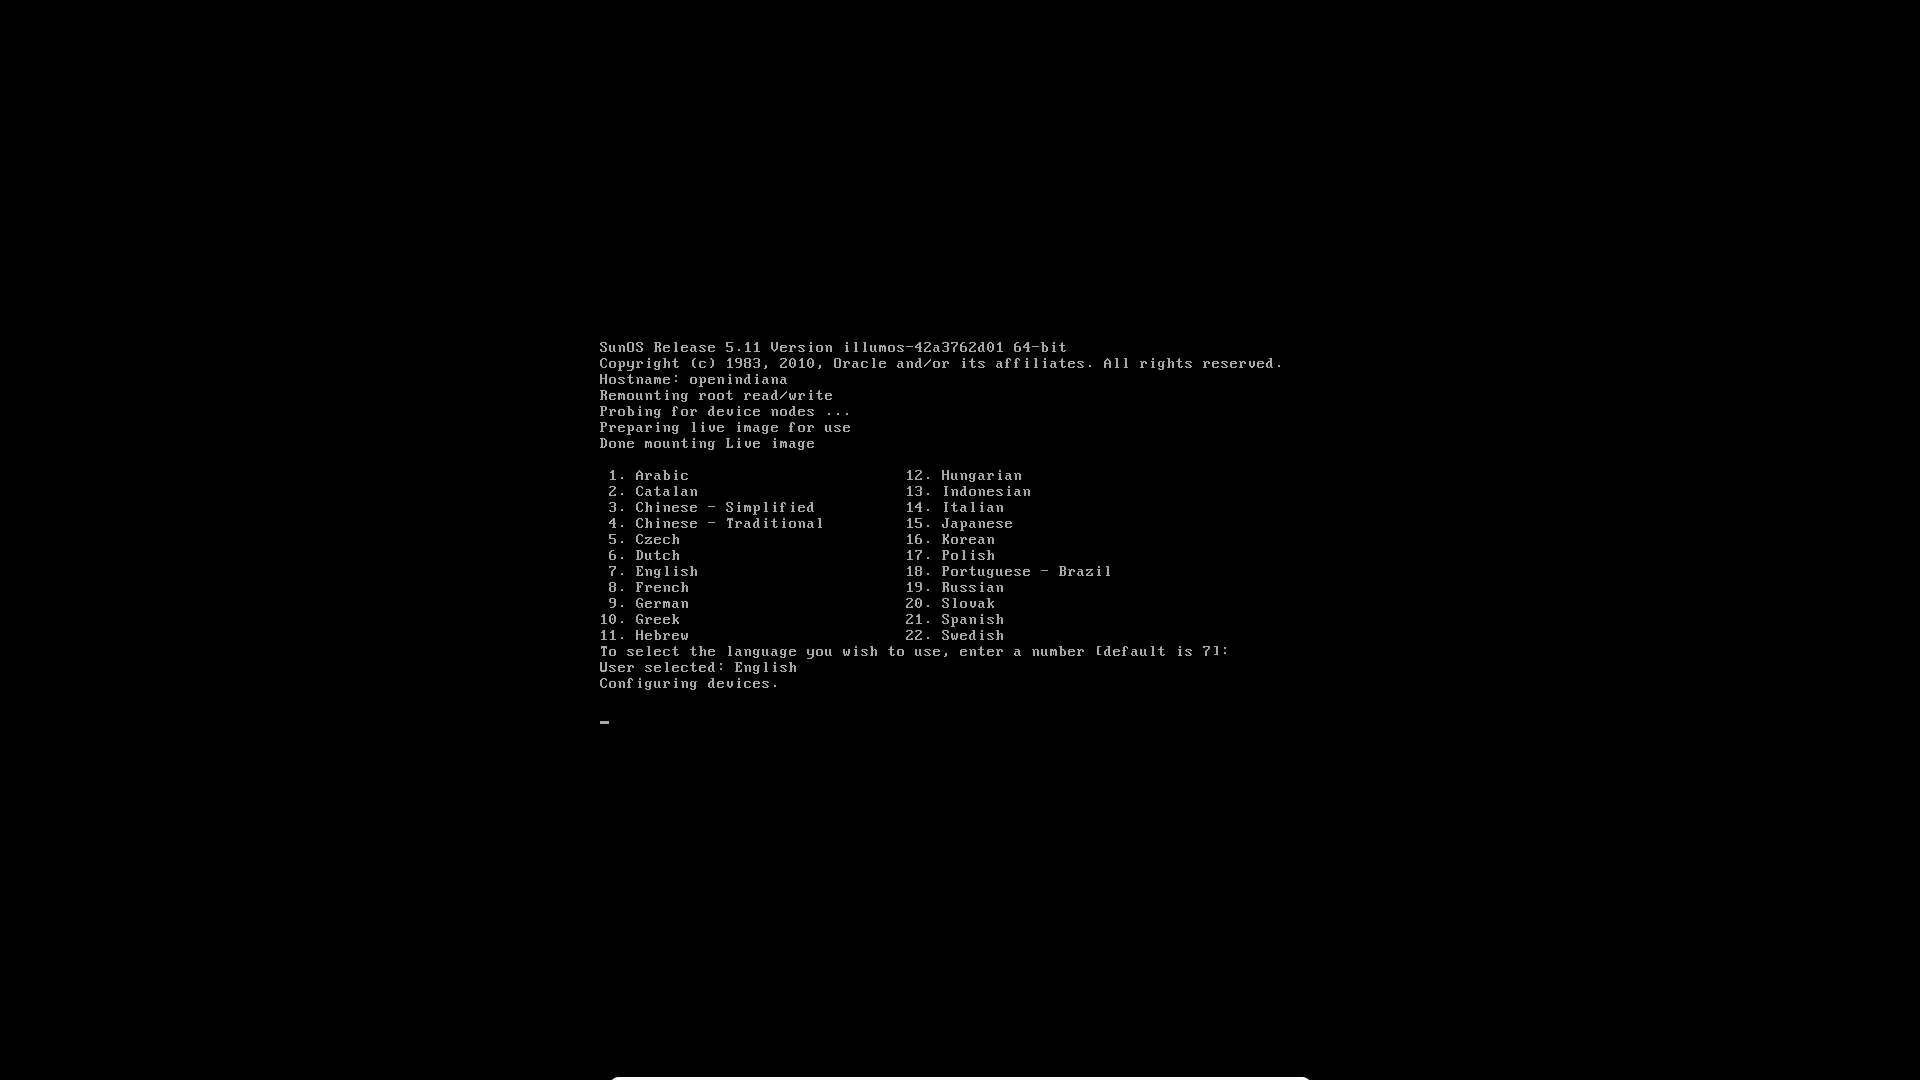 SunOS Release 5.11 Version illumos-42a3762d01 64-bit
Copyright (c) 1983, 2010, Oracle and/or its affiliates. All rights reserved.
Hostname: openindiana
Remounting root read/write
Probing for device nodes ...
Preparing live image for use
Done mounting Live image
1. Arabic 12. Hungarian
2. Catalan 13. Indonesian
3. Chinese - Simplified 14. Italian
4. Chinese - Traditional 15. Japanese
5. Czech 16. Korean
6. Dutch 17. Polish
7. English 18. Portuguese - Brazil
8. French 19. Russian
9. German 20. Slovak
10. Greek 21. Spanish
11. Hebrew 22. Swedish
To select the language you wish to use, enter a number [default is 7]:
User selected: English
Configuring devices.